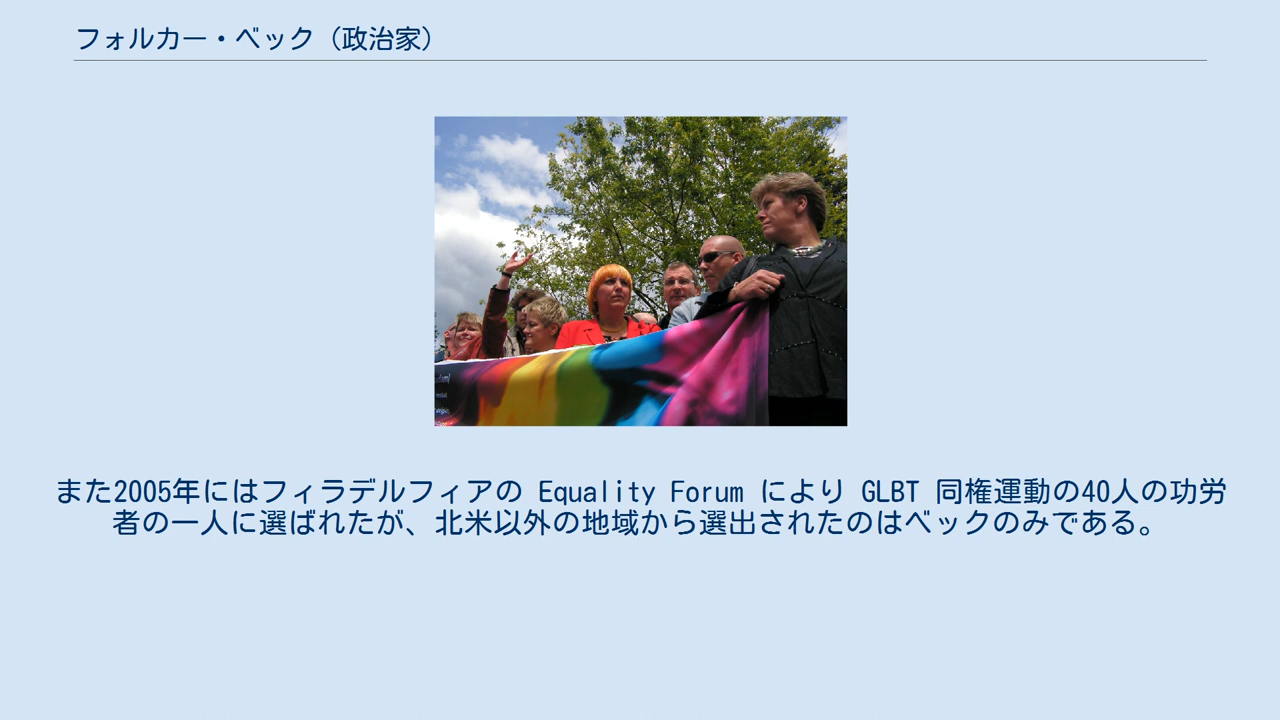 フォルカー・ベック（政治家）
また2005年にはフィラデルフィアの Equality Forum により GLBT 同権運動の40人の功労
者の一人に選ばれたが、北米以外の地域から選出されたのはベックのみである。